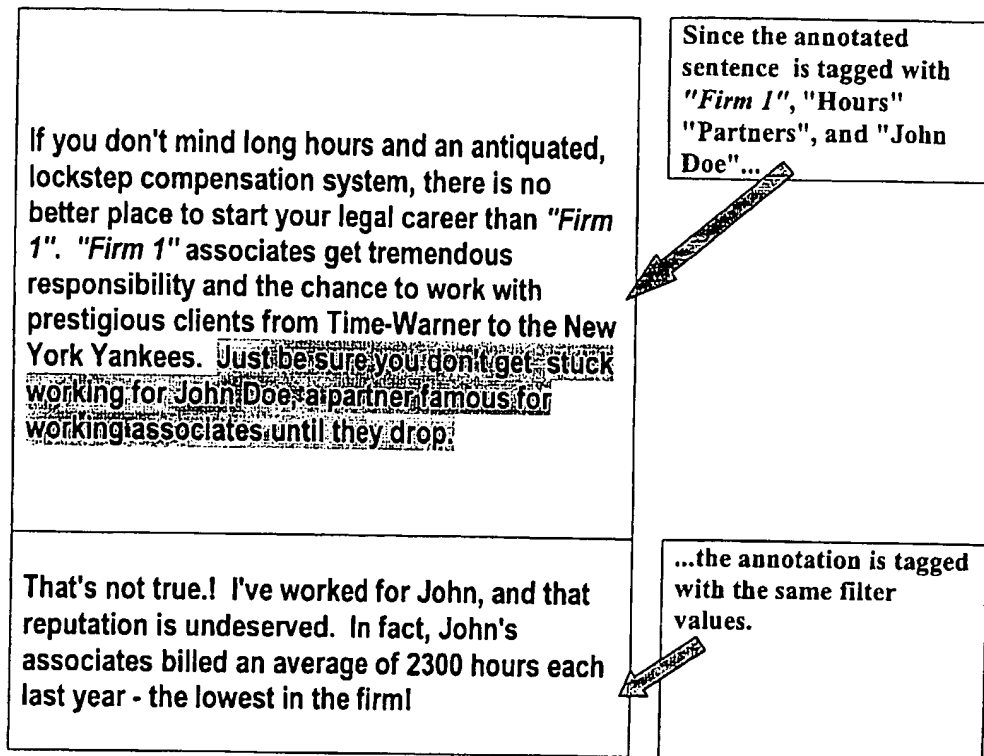 If you don't mind long hours and an antiquated,
lockstep compensation system, there is no
better place to start your legal career than "Firm
1". "Firm 1" associates get tremendous
responsibility and the chance to work with
prestigious clients from Time-Warner to the New
York Yankees. Just be sure you don't get stuck
working for John Doe, a partner famous for
working associates until they drop.
Since the annotated
sentence is tagged with
"Firm 1", "Hours"
"Partners", and "John
Doe"...
That's not true.! I've worked for John, and that
reputation is undeserved. In fact, John's
associates billed an average of 2300 hours each
last year - the lowest in the firm!
...the annotation is tagged
with the same filter
values.